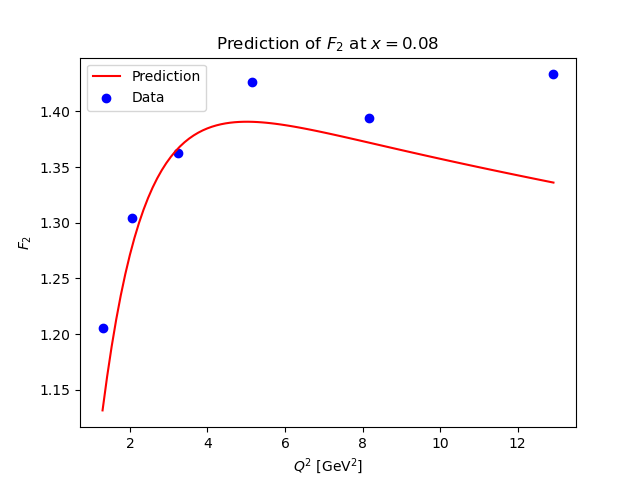 Prediction of $F_2$ at $x = 0.08$
Prediction
Data
1.40
1.35
1.30
1.25
1.20
1.15
$F_2$
2 4 6 8 10 12
$Q^2$ [GeV$^2$]